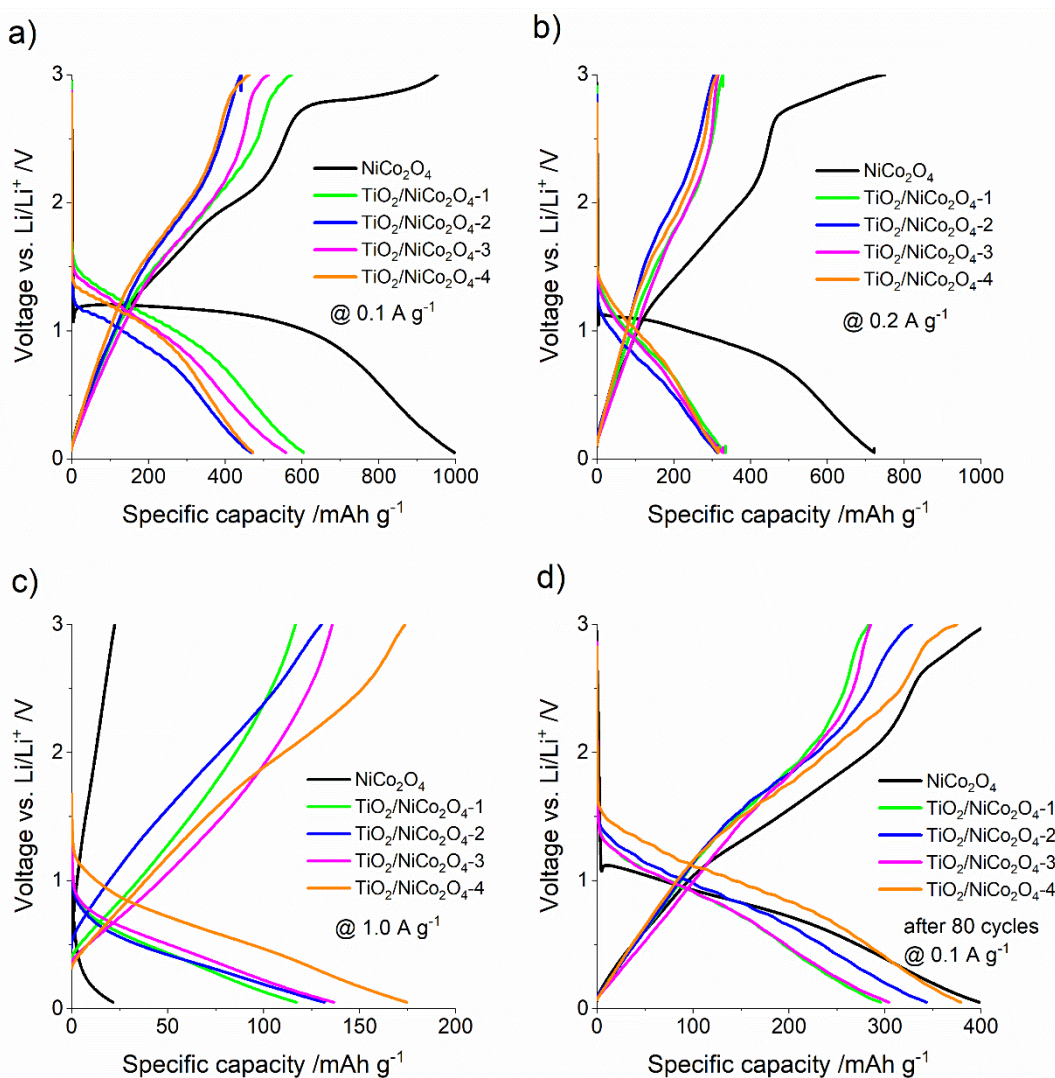 a)
Voltage vs. Li/Li⁺ /V
3
2
1
0
NiCo₂O₄
TiO₂/NiCo₂O₄-1
TiO₂/NiCo₂O₄-2
TiO₂/NiCo₂O₄-3
TiO₂/NiCo₂O₄-4
@ 0.1 A g⁻¹
0 200 400 600 800 1000
Specific capacity /mAh g⁻¹
b)
Voltage vs. Li/Li⁺ /V
3
2
1
0
NiCo₂O₄
TiO₂/NiCo₂O₄-1
TiO₂/NiCo₂O₄-2
TiO₂/NiCo₂O₄-3
TiO₂/NiCo₂O₄-4
@ 0.2 A g⁻¹
0 200 400 600 800 1000
Specific capacity /mAh g⁻¹
c)
Voltage vs. Li/Li⁺ /V
3
2
1
0
NiCo₂O₄
TiO₂/NiCo₂O₄-1
TiO₂/NiCo₂O₄-2
TiO₂/NiCo₂O₄-3
TiO₂/NiCo₂O₄-4
@ 1.0 A g⁻¹
0 50 100 150 200
Specific capacity /mAh g⁻¹
d)
Voltage vs. Li/Li⁺ /V
3
2
1
0
NiCo₂O₄
TiO₂/NiCo₂O₄-1
TiO₂/NiCo₂O₄-2
TiO₂/NiCo₂O₄-3
TiO₂/NiCo₂O₄-4
after 80 cycles
@ 0.1 A g⁻¹
0 100 200 300 400
Specific capacity /mAh g⁻¹